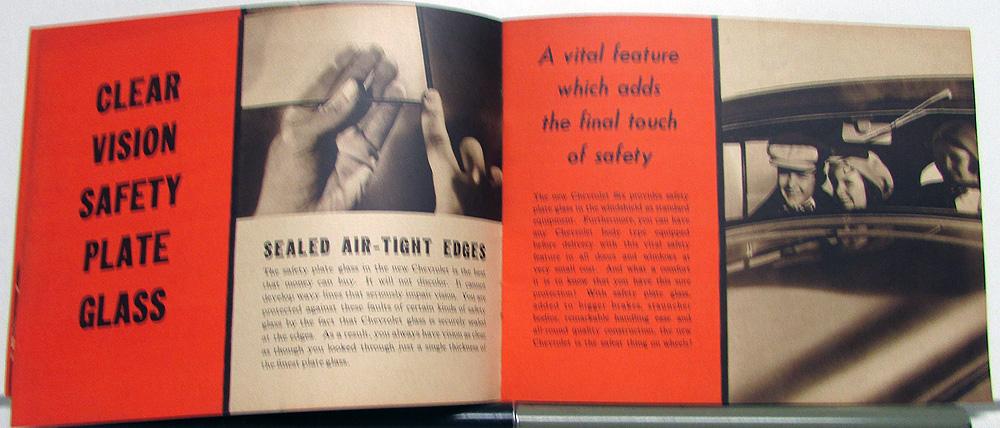 CLEAR
VISION
SAFETY
PLATE
GLASS
SEALED AIR-TIGHT EDGES
The safety plate glass in the new Chevrolet is the best
that money can buy. It will not discolor. It cannot
develop wavy lines that seriously impair vision. You are
protected against these faults of certain kinds of safety
glass by the fact that Chevrolet glass is securely sealed
at the edges. As a result, you always have vision as clear
as though you looked through just a single thickness of
the finest plate glass.
A vital feature
which adds
the final touch
of safety
The new Chevrolet Six provides safety
plate glass in the windshield as standard
equipment. Furthermore, you can have
any Chevrolet body type equipped
before delivery with this vital safety
feature in all doors and windows at
very small cost. And what a comfort
it is to know that you have this sure
protection! With safety plate glass,
added to bigger brakes, stauncher
bodies, remarkable handling ease and
all-round quality construction, the new
Chevrolet is the safest thing on wheels!